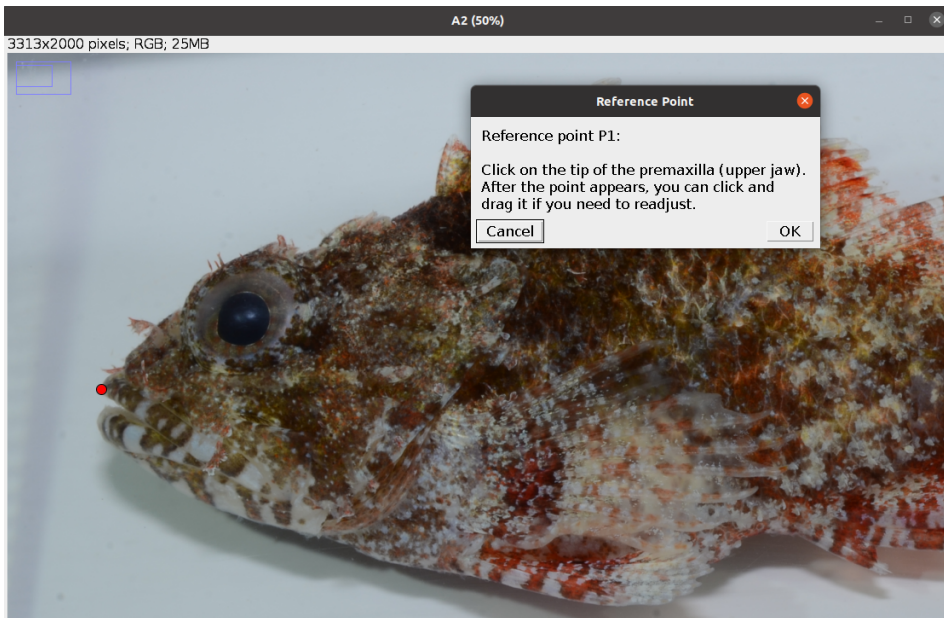 A2 (50%)
3313x2000 pixels; RGB; 25MB
Reference Point
Reference point P1:
Click on the tip of the premaxilla (upper jaw).
After the point appears, you can click and
drag it if you need to readjust.
Cancel
OK